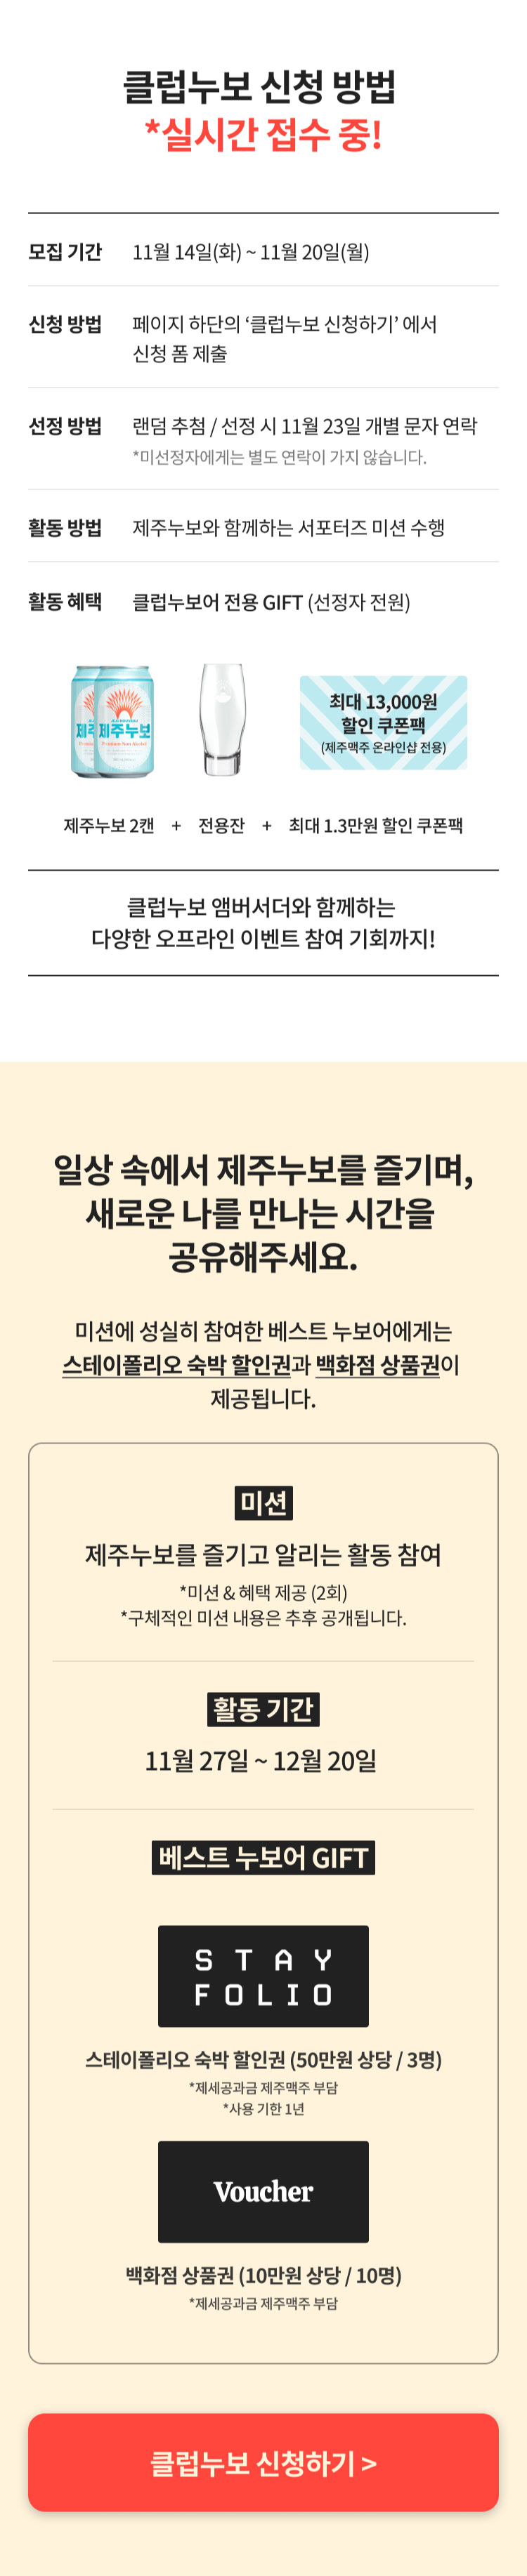 클럽누보 신청 방법
*실시간 접수 중!
모집 기간 11월 14일(화) ~ 11월 20일(월)
신청 방법 페이지 하단의 ‘클럽누보 신청하기’ 에서
신청 폼 제출
선정 방법 랜덤 추첨 / 선정 시 11월 23일 개별 문자 연락
*미선정자에게는 별도 연락이 가지 않습니다.
활동 방법 제주누보와 함께하는 서포터즈 미션 수행
활동 혜택 클럽누보어 전용 GIFT (선정자 전원)
제주누보
최대 13,000원
할인 쿠폰팩
(제주맥주 온라인샵 전용)
제주누보 2캔 + 전용잔 + 최대 1.3만원 할인 쿠폰팩
클럽누보 앰버서더와 함께하는
다양한 오프라인 이벤트 참여 기회까지!
일상 속에서 제주누보를 즐기며,
새로운 나를 만나는 시간을
공유해주세요.
미션에 성실히 참여한 베스트 누보어에게는
스테이폴리오 숙박 할인권과 백화점 상품권이
제공됩니다.
미션
제주누보를 즐기고 알리는 활동 참여
*미션 & 혜택 제공 (2회)
*구체적인 미션 내용은 추후 공개됩니다.
활동 기간
11월 27일 ~ 12월 20일
베스트 누보어 GIFT
STAY
FOLIO
스테이폴리오 숙박 할인권 (50만원 상당 / 3명)
*제세공과금 제주맥주 부담
*사용 기한 1년
Voucher
백화점 상품권 (10만원 상당 / 10명)
*제세공과금 제주맥주 부담
클럽누보 신청하기 >